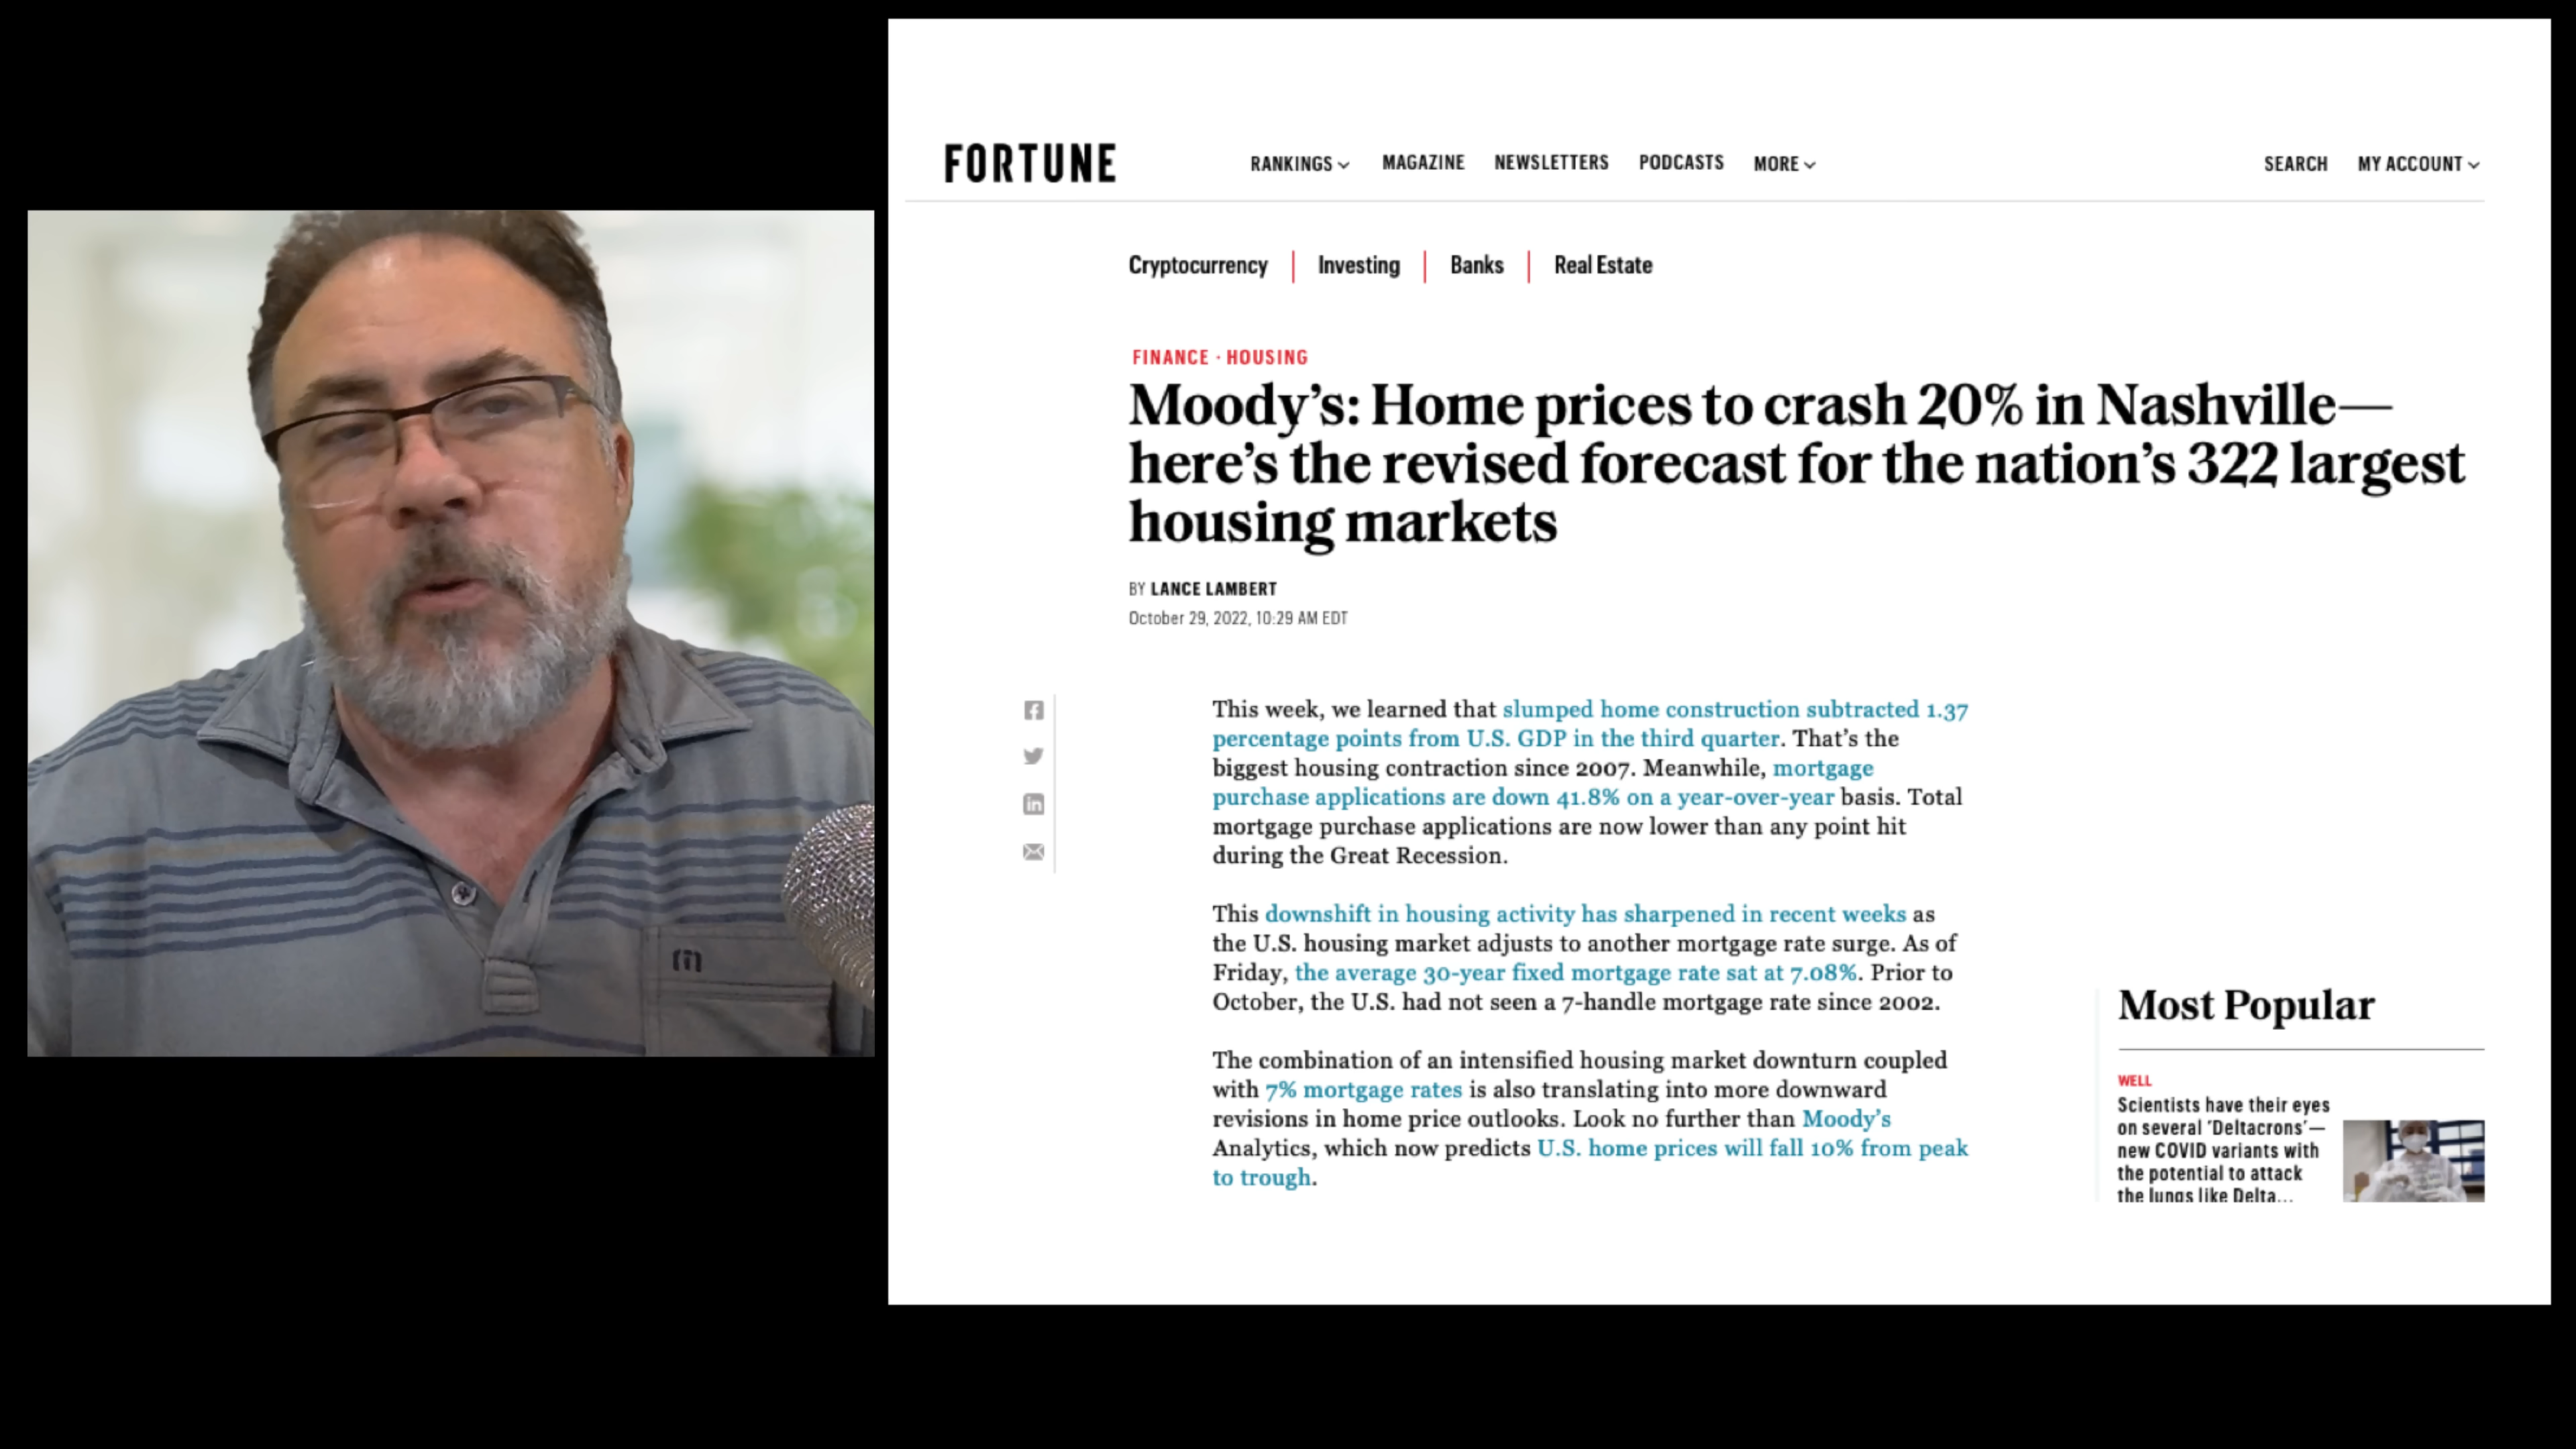 FORTUNE
RANKINGS MAGAZINE NEWSLETTERS PODCASTS MORE
SEARCH MY ACCOUNT
Cryptocurrency | Investing | Banks | Real Estate
FINANCE · HOUSING
Moody’s: Home prices to crash 20% in Nashville—
here’s the revised forecast for the nation’s 322 largest
housing markets
BY LANCE LAMBERT
October 29, 2022, 10:29 AM EDT
This week, we learned that slumped home construction subtracted 1.37
percentage points from U.S. GDP in the third quarter. That’s the
biggest housing contraction since 2007. Meanwhile, mortgage
purchase applications are down 41.8% on a year-over-year basis. Total
mortgage purchase applications are now lower than any point hit
during the Great Recession.
This downshift in housing activity has sharpened in recent weeks as
the U.S. housing market adjusts to another mortgage rate surge. As of
Friday, the average 30-year fixed mortgage rate sat at 7.08%. Prior to
October, the U.S. had not seen a 7-handle mortgage rate since 2002.
The combination of an intensified housing market downturn coupled
with 7% mortgage rates is also translating into more downward
revisions in home price outlooks. Look no further than Moody’s
Analytics, which now predicts U.S. home prices will fall 10% from peak
to trough.
Most Popular
WELL
Scientists have their eyes
on several ‘Deltacrons’—
new COVID variants with
the potential to attack
the lungs like Delta...